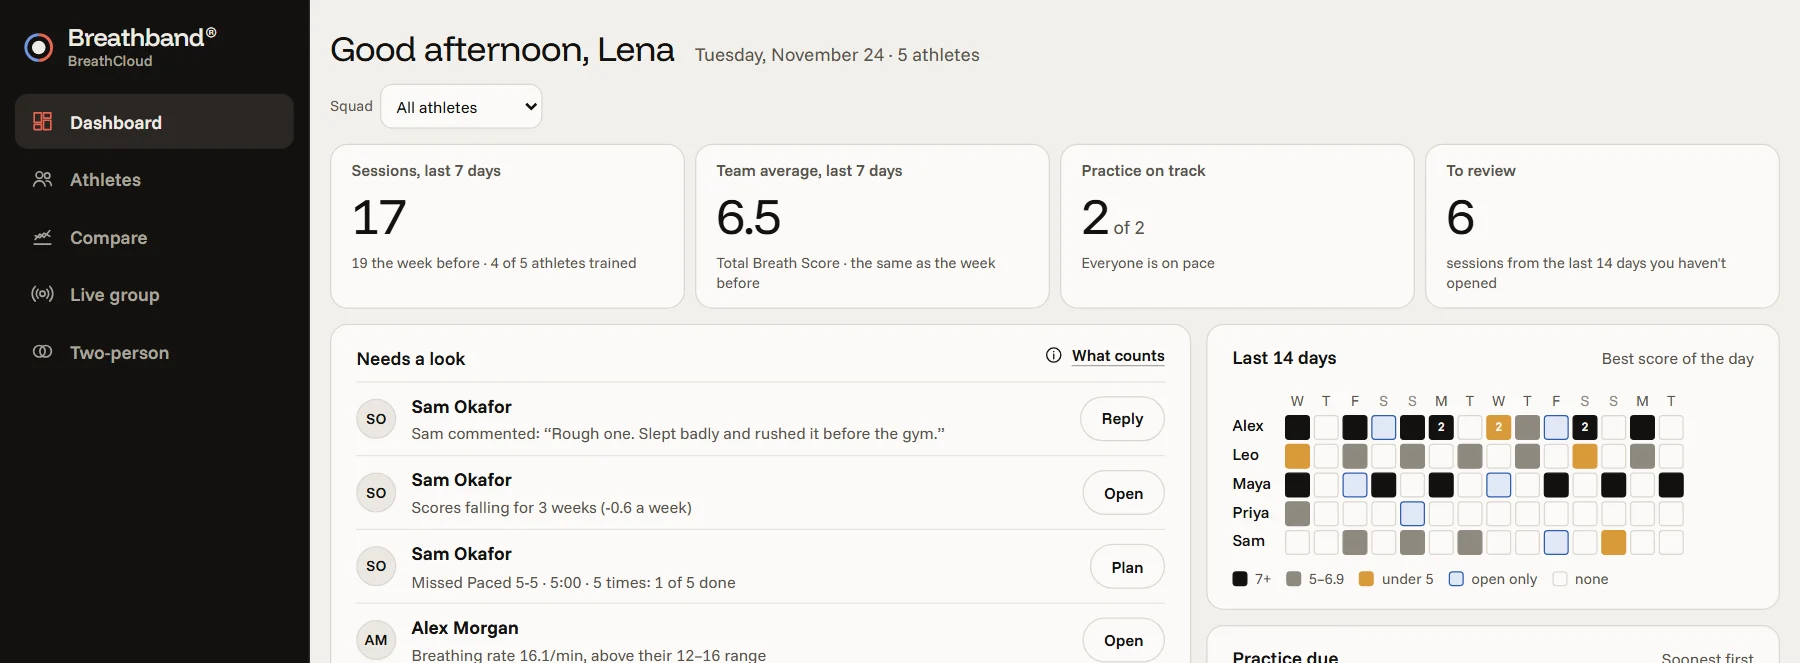 Breathband®
BreathCloud
Dashboard
Athletes
Compare
Live group
Two-person
Good afternoon, Lena
Tuesday, November 24 · 5 athletes
Squad
All athletes
Sessions, last 7 days
17
19 the week before · 4 of 5 athletes trained
Team average, last 7 days
6.5
Total Breath Score · the same as the week
before
Practice on track
2 of 2
Everyone is on pace
To review
6
sessions from the last 14 days you haven't
opened
Needs a look
What counts
SO
Sam Okafor
Sam commented: “Rough one. Slept badly and rushed it before the gym.”
Reply
SO
Sam Okafor
Scores falling for 3 weeks (-0.6 a week)
Open
SO
Sam Okafor
Missed Paced 5-5 · 5:00 · 5 times: 1 of 5 done
Plan
AM
Alex Morgan
Breathing rate 16.1/min, above their 12–16 range
Open
Last 14 days
Best score of the day
W T F S S M T W T F S S M T
Alex 2 2 2
Leo
Maya
Priya
Sam
7+ 5–6.9 under 5 open only none
Practice due
Soonest first